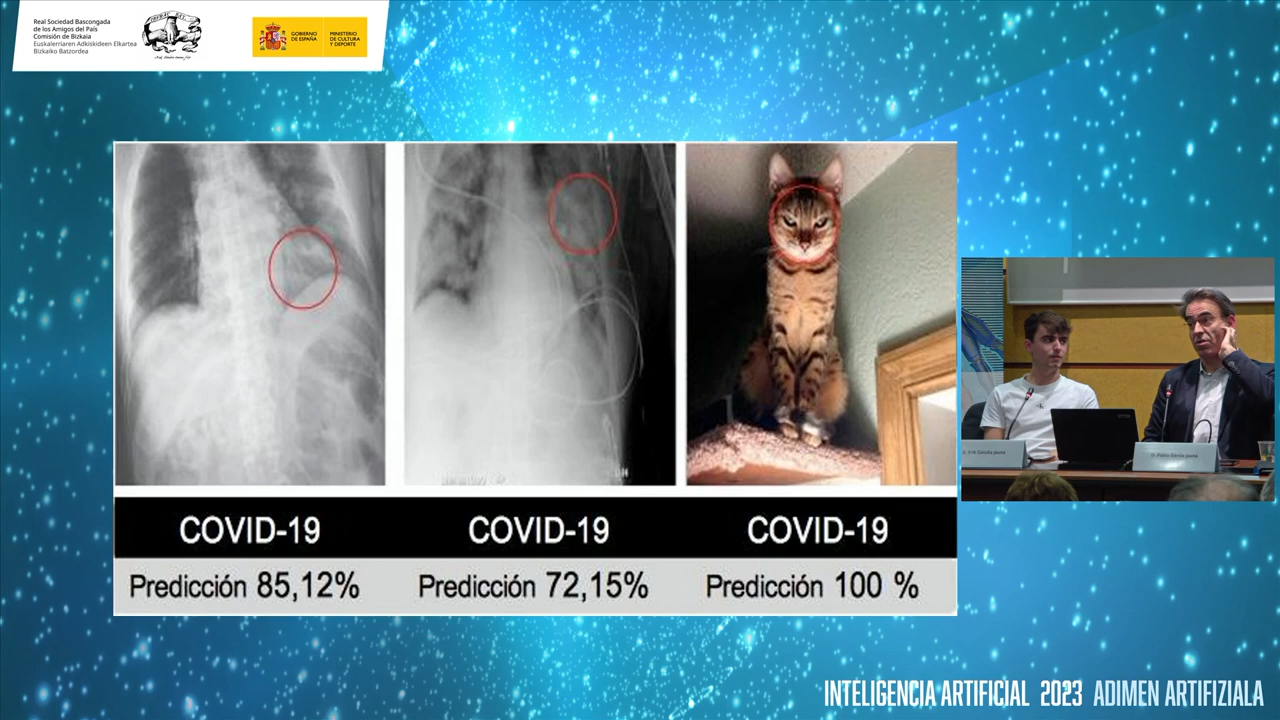 Real Sociedad Bascongada
de los Amigos del País
Comisión de Bizkaia
Euskalerriaren Adkiskideen Elkartea
Bizkaiko Batzordea
GOBIERNO
DE ESPAÑA
MINISTERIO
DE CULTURA
Y DEPORTE
COVID-19
COVID-19
COVID-19
Predicción 85,12%
Predicción 72,15%
Predicción 100 %
INTELIGENCIA ARTIFICIAL 2023 ADIMEN ARTIFIZIALA